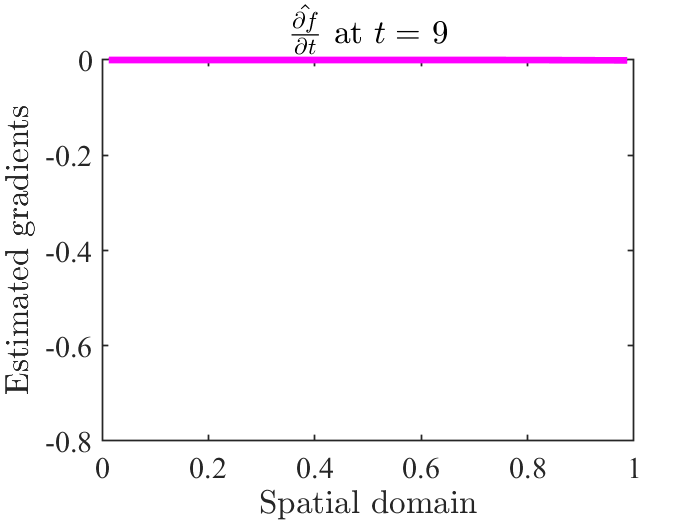 ∂f̂/∂t at t = 9
0
-0.2
-0.4
-0.6
-0.8
Estimated gradients
0 0.2 0.4 0.6 0.8 1
Spatial domain